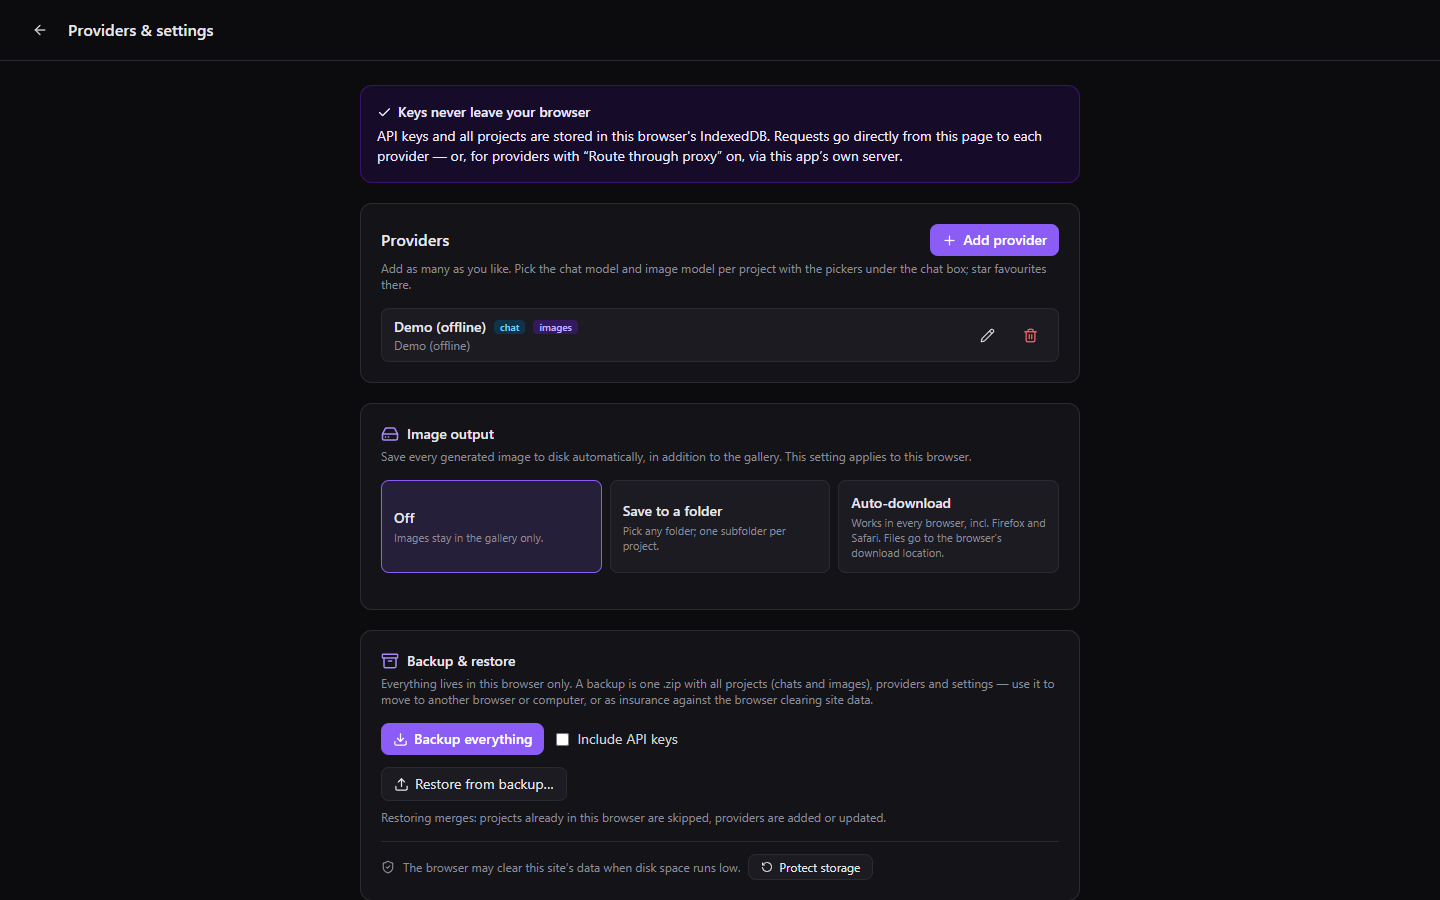 Providers & settings
Keys never leave your browser
API keys and all projects are stored in this browser's IndexedDB. Requests go directly from this page to each
provider — or, for providers with “Route through proxy” on, via this app’s own server.
Providers
Add provider
Add as many as you like. Pick the chat model and image model per project with the pickers under the chat box; star favourites
there.
Demo (offline) chat images
Demo (offline)
Image output
Save every generated image to disk automatically, in addition to the gallery. This setting applies to this browser.
Off
Images stay in the gallery only.
Save to a folder
Pick any folder; one subfolder per
project.
Auto-download
Works in every browser, incl. Firefox and
Safari. Files go to the browser's
download location.
Backup & restore
Everything lives in this browser only. A backup is one .zip with all projects (chats and images), providers and settings — use it to
move to another browser or computer, or as insurance against the browser clearing site data.
Backup everything
Include API keys
Restore from backup...
Restoring merges: projects already in this browser are skipped, providers are added or updated.
The browser may clear this site's data when disk space runs low.
Protect storage